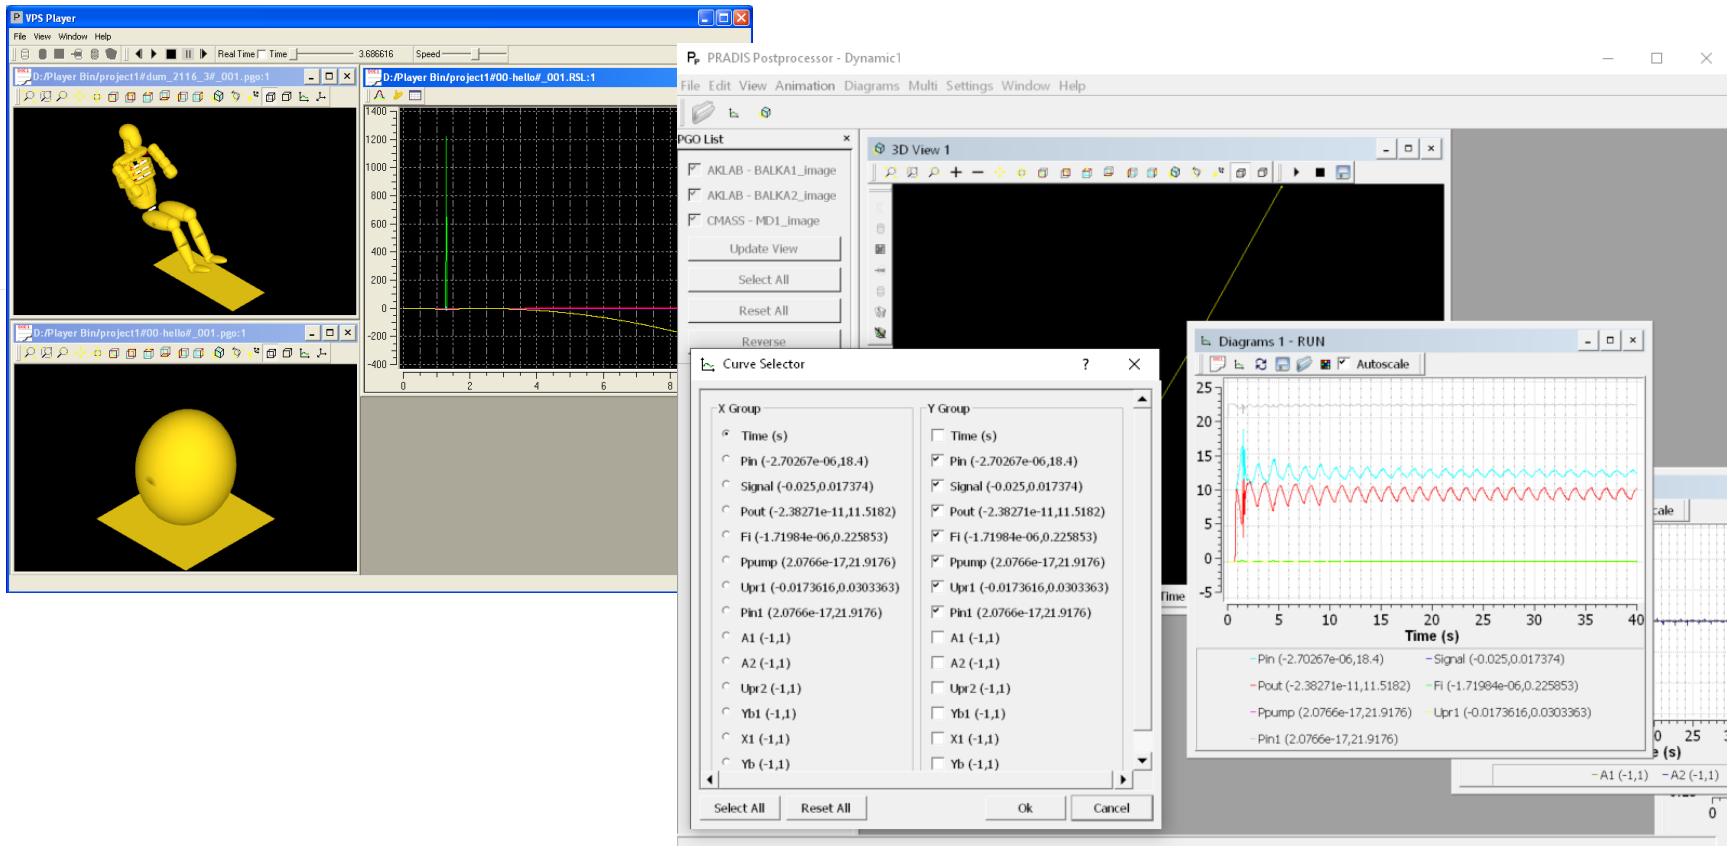 VPS Player
File View Window Help
Real Time Time 3.686616 Speed
D:/Player Bin/project1#dum_2116_3#_001.pgo:1
D:/Player Bin/project1#00-hello#_001.RSL:1
1400
1200
1000
800
600
400
200
0
-200
-400
0 2 4 6 8
D:/Player Bin/project1#00-hello#_001.pgo:1
PRADIS Postprocessor - Dynamic1
File Edit View Animation Diagrams Multi Settings Window Help
PGO List
AKLAB - BALKA1_image
AKLAB - BALKA2_image
CMASS - MD1_image
Update View
Select All
Reset All
Reverse
3D View 1
Time
Curve Selector
X Group
Time (s)
Pin (-2.70267e-06,18.4)
Signal (-0.025,0.017374)
Pout (-2.38271e-11,11.5182)
Fi (-1.71984e-06,0.225853)
Ppump (2.0766e-17,21.9176)
Upr1 (-0.0173616,0.0303363)
Pin1 (2.0766e-17,21.9176)
A1 (-1,1)
A2 (-1,1)
Upr2 (-1,1)
Yb1 (-1,1)
X1 (-1,1)
Yb (-1,1)
Y Group
Time (s)
Pin (-2.70267e-06,18.4)
Signal (-0.025,0.017374)
Pout (-2.38271e-11,11.5182)
Fi (-1.71984e-06,0.225853)
Ppump (2.0766e-17,21.9176)
Upr1 (-0.0173616,0.0303363)
Pin1 (2.0766e-17,21.9176)
A1 (-1,1)
A2 (-1,1)
Upr2 (-1,1)
Yb1 (-1,1)
X1 (-1,1)
Yb (-1,1)
Select All Reset All Ok Cancel
Diagrams 1 - RUN
Autoscale
25
20
15
10
5
0
-5
0 5 10 15 20 25 30 35 40
Time (s)
Pin (-2.70267e-06,18.4) Signal (-0.025,0.017374)
Pout (-2.38271e-11,11.5182) Fi (-1.71984e-06,0.225853)
Ppump (2.0766e-17,21.9176) Upr1 (-0.0173616,0.0303363)
Pin1 (2.0766e-17,21.9176)
cale
0 25
(s)
A1 (-1,1) A2 (-1,1)
0